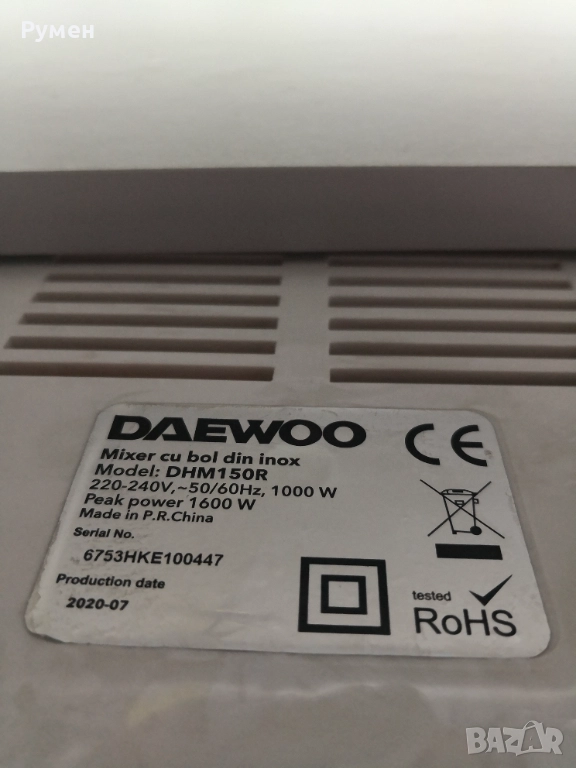 Румен
DAEWOO
Mixer cu bol din inox
Model: DHM150R
220-240V,~50/60Hz, 1000 W
Peak power 1600 W
Made in P.R.China
Serial No.
6753HKE100447
Production date
2020-07
CE
tested
RoHS
BAZAR